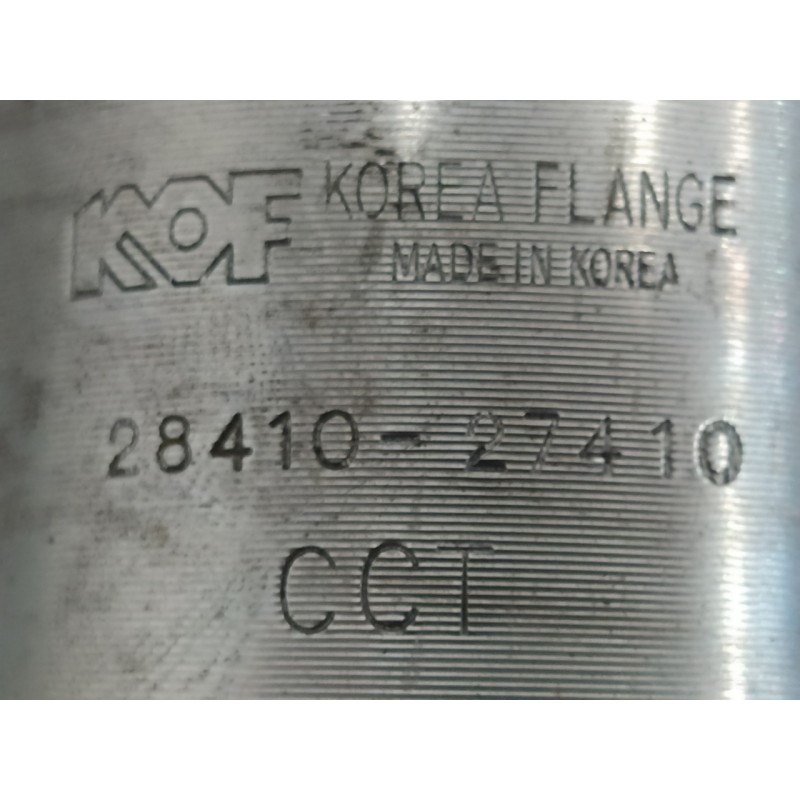 KOF KOREA FLANGE
MADE IN KOREA
28410-27410
CCT